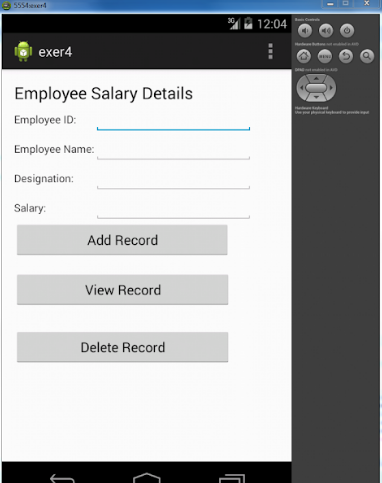 5554:exer4
3G 12:04
exer4
Employee Salary Details
Employee ID:
Employee Name:
Designation:
Salary:
Add Record
View Record
Delete Record
Basic Controls
Hardware Buttons not enabled in AVD
MENU
DPAD not enabled in AVD
Hardware Keyboard
Use your physical keyboard to provide input